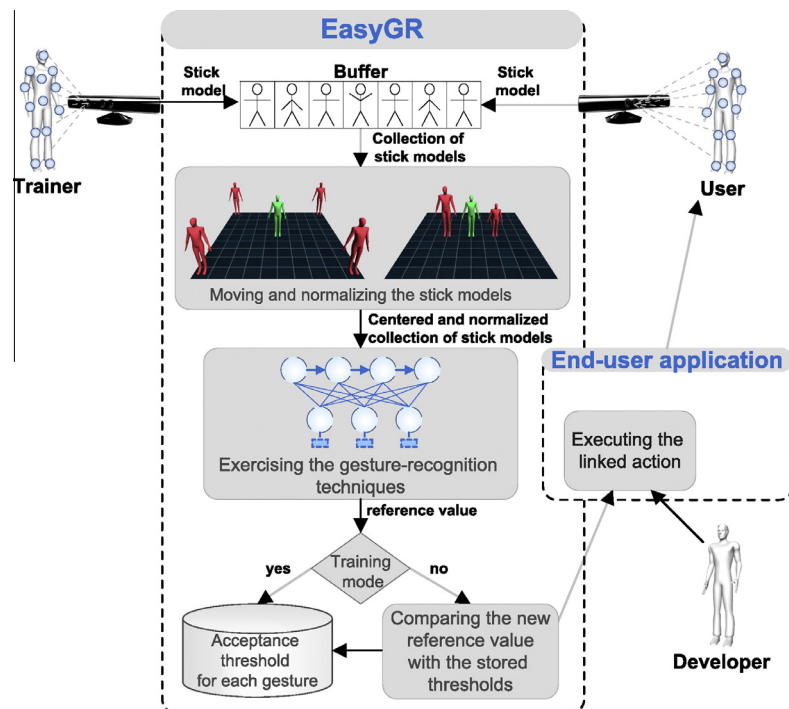 EasyGR
Stick
model
Buffer
Stick
model
Trainer
User
Collection of
stick models
Moving and normalizing the stick models
Centered and normalized
collection of stick models
End-user application
Exercising the gesture-recognition
techniques
Executing the
linked action
reference value
yes
Training
mode
no
Acceptance
threshold
for each gesture
Comparing the new
reference value
with the stored
thresholds
Developer